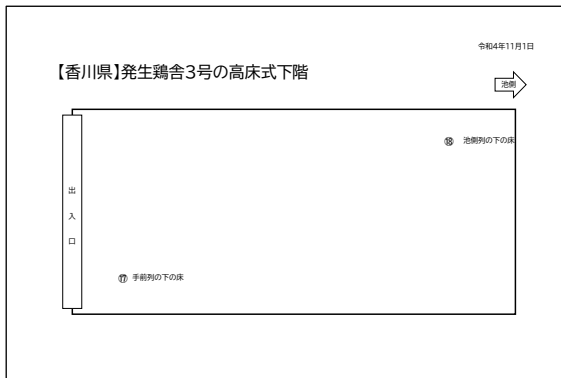 令和4年11月1日
【香川県】発生鶏舎3号の高床式下階
池側
⑱ 池側列の下の床
出入口
⑰ 手前列の下の床